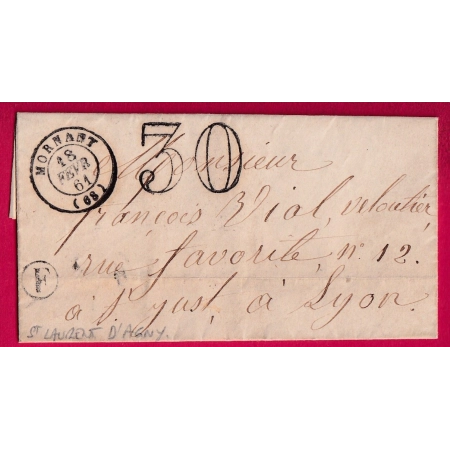 MORNANT
18
FEVR
61
(68)
30
Monsieur
françois Vial, veloutier,
rue favorite n° 12.
à St just, à Lyon.
F
St LAURENT D'AGNY.